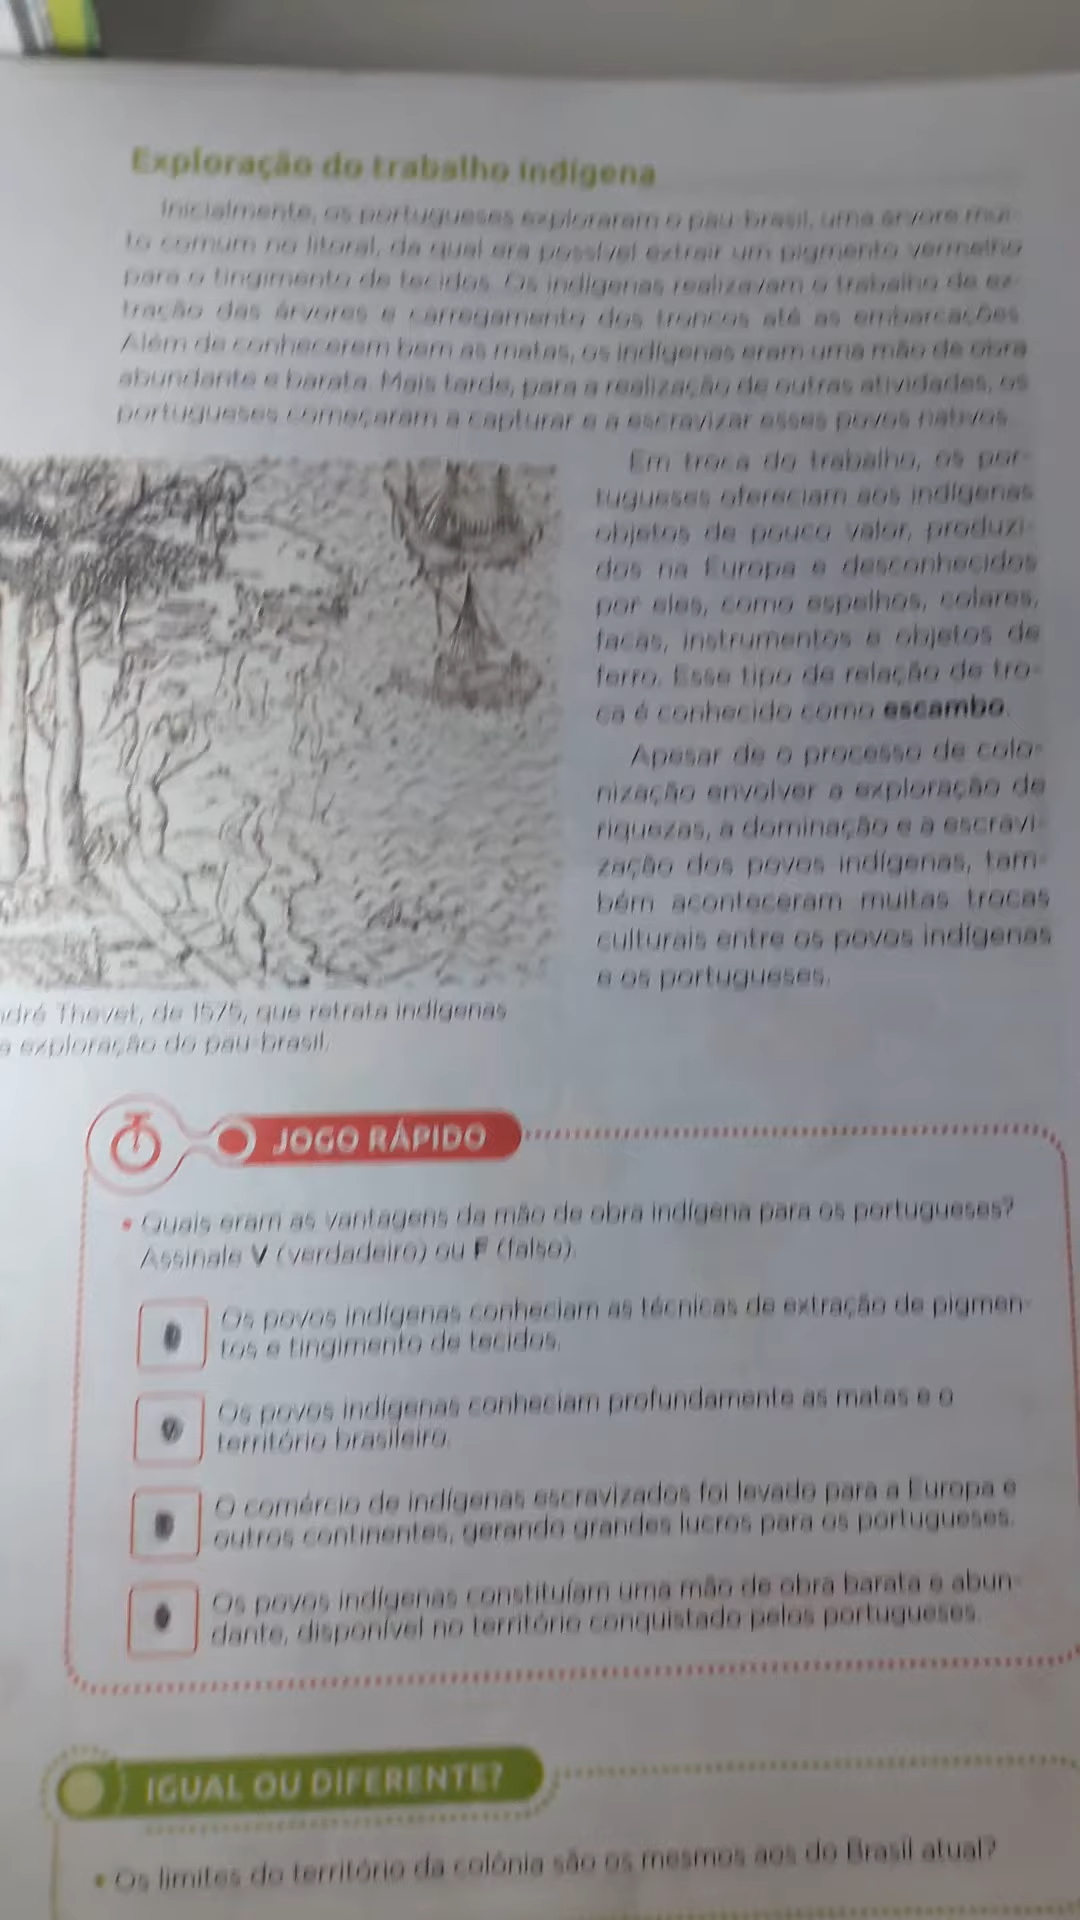 Exploração do trabalho indígena
Inicialmente, os portugueses exploraram o pau-brasil, uma árvore mui-
to comum no litoral, da qual era possível extrair um pigmento vermelho
para o tingimento de tecidos. Os indígenas realizavam o trabalho de ex-
tração das árvores e carregamento dos troncos até as embarcações.
Além de conhecerem bem as matas, os indígenas eram uma mão de obra
abundante e barata. Mais tarde, para a realização de outras atividades, os
portugueses começaram a capturar e a escravizar esses povos nativos.
Em troca do trabalho, os por-
tugueses ofereciam aos indígenas
objetos de pouco valor, produzi-
dos na Europa e desconhecidos
por eles, como espelhos, colares,
facas, instrumentos e objetos de
ferro. Esse tipo de relação de tro-
ca é conhecido como escambo.
Apesar de o processo de colo-
nização envolver a exploração de
riquezas, a dominação e a escravi-
zação dos povos indígenas, tam-
bém aconteceram muitas trocas
culturais entre os povos indígenas
e os portugueses.
ndré Thevet, de 1575, que retrata indígenas
a exploração do pau-brasil.
JOGO RÁPIDO
• Quais eram as vantagens da mão de obra indígena para os portugueses?
Assinale V (verdadeiro) ou F (falso).
Os povos indígenas conheciam as técnicas de extração de pigmen-
tos e tingimento de tecidos.
Os povos indígenas conheciam profundamente as matas e o
território brasileiro.
O comércio de indígenas escravizados foi levado para a Europa e
outros continentes, gerando grandes lucros para os portugueses.
Os povos indígenas constituíam uma mão de obra barata e abun-
dante, disponível no território conquistado pelos portugueses.
IGUAL OU DIFERENTE?
• Os limites do território da colônia são os mesmos aos do Brasil atual?